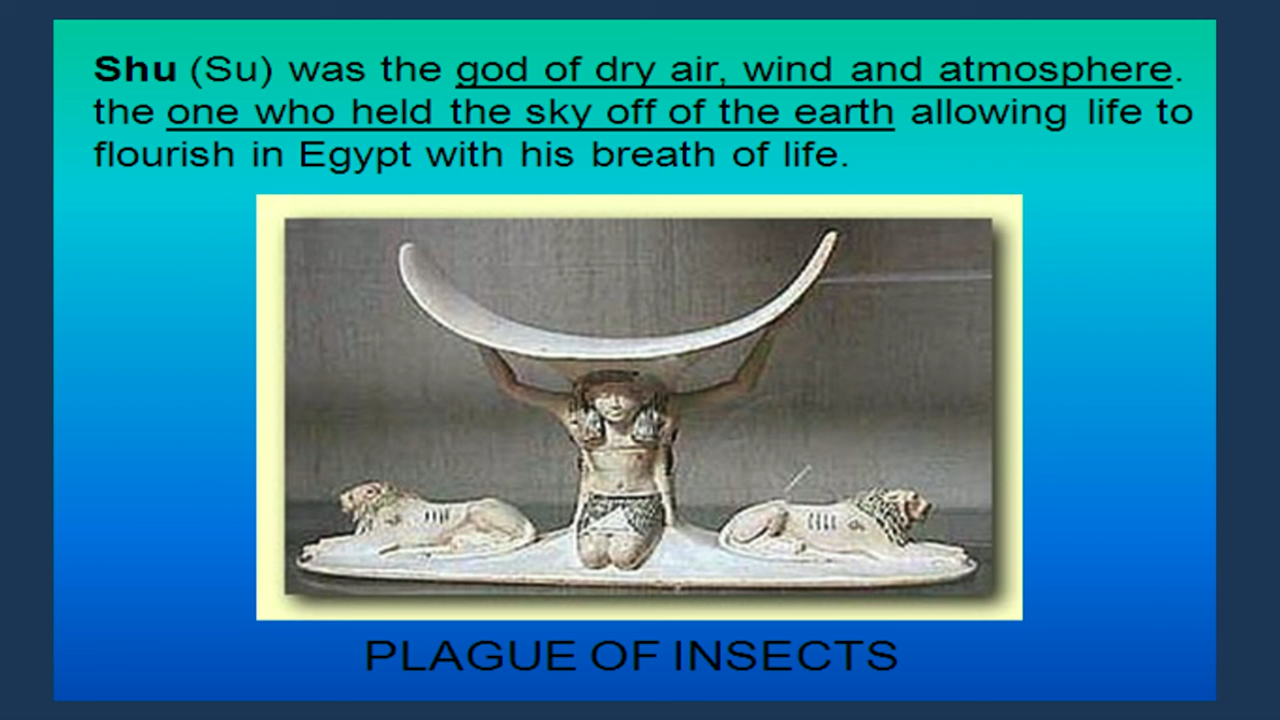 Shu (Su) was the god of dry air, wind and atmosphere.
the one who held the sky off of the earth allowing life to
flourish in Egypt with his breath of life.
PLAGUE OF INSECTS